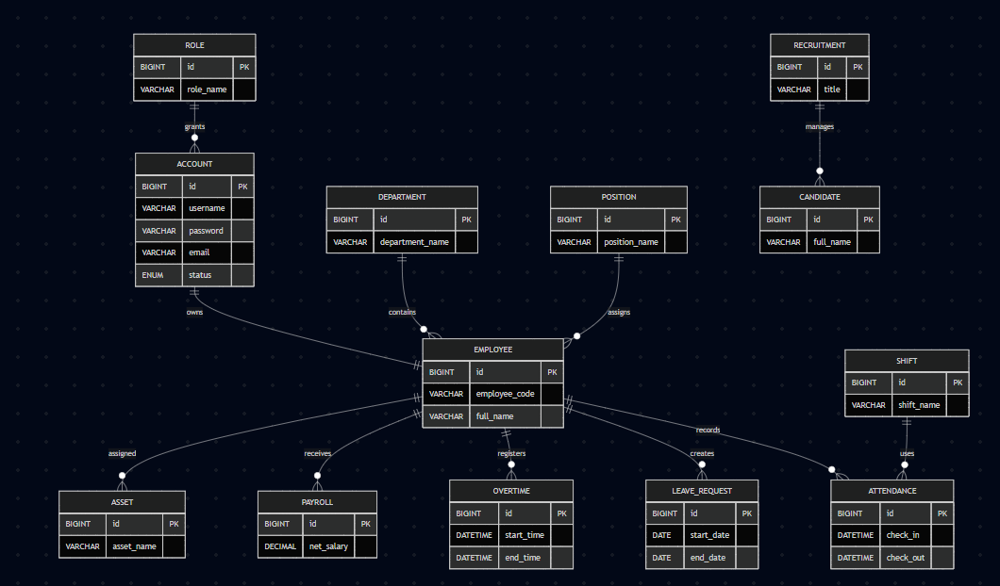 ROLE
BIGINT id PK
VARCHAR role_name
grants
ACCOUNT
BIGINT id PK
VARCHAR username
VARCHAR password
VARCHAR email
ENUM status
owns
DEPARTMENT
BIGINT id PK
VARCHAR department_name
contains
POSITION
BIGINT id PK
VARCHAR position_name
assigns
RECRUITMENT
BIGINT id PK
VARCHAR title
manages
CANDIDATE
BIGINT id PK
VARCHAR full_name
EMPLOYEE
BIGINT id PK
VARCHAR employee_code
VARCHAR full_name
SHIFT
BIGINT id PK
VARCHAR shift_name
assigned
receives
registers
creates
records
uses
ASSET
BIGINT id PK
VARCHAR asset_name
PAYROLL
BIGINT id PK
DECIMAL net_salary
OVERTIME
BIGINT id PK
DATETIME start_time
DATETIME end_time
LEAVE_REQUEST
BIGINT id PK
DATE start_date
DATE end_date
ATTENDANCE
BIGINT id PK
DATETIME check_in
DATETIME check_out